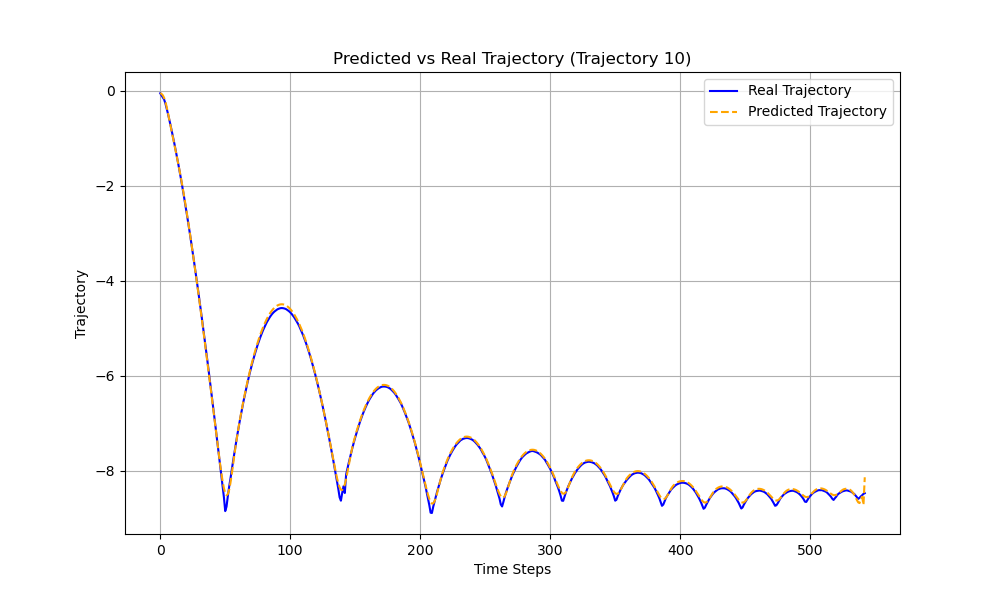 Predicted vs Real Trajectory (Trajectory 10)
Real Trajectory
Predicted Trajectory
Trajectory
0
−2
−4
−6
−8
0 100 200 300 400 500
Time Steps